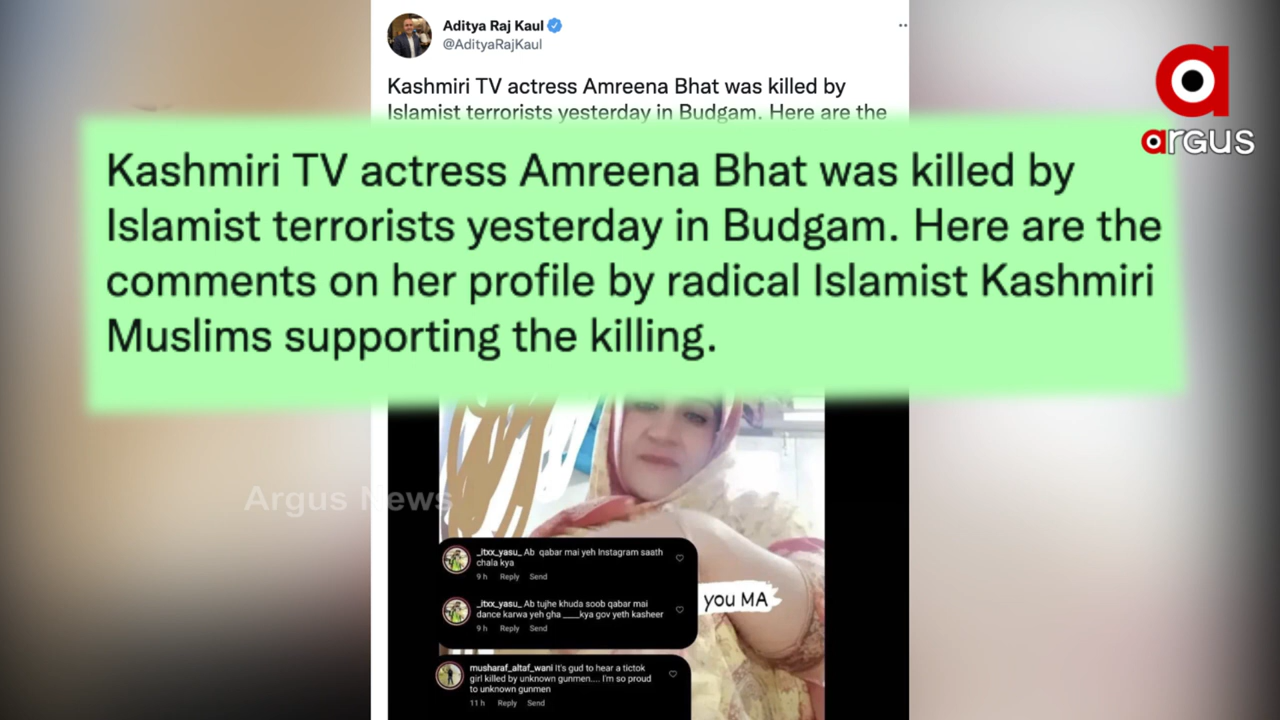 Aditya Raj Kaul
@AdityaRajKaul
Kashmiri TV actress Amreena Bhat was killed by
Islamist terrorists yesterday in Budgam. Here are the
argus
Kashmiri TV actress Amreena Bhat was killed by
Islamist terrorists yesterday in Budgam. Here are the
comments on her profile by radical Islamist Kashmiri
Muslims supporting the killing.
Argus News
_itxx_yasu_ Ab qabar mai yeh Instagram saath
chala kya
9 h Reply Send
_itxx_yasu_ Ab tujhe khuda soob qabar mai
dance karwa yeh gha ____kya gov yeth kasheer
9 h Reply Send
you MA
musharaf_altaf_wani It's gud to hear a tictok
girl killed by unknown gunmen.... I'm so proud
to unknown gunmen
11 h Reply Send